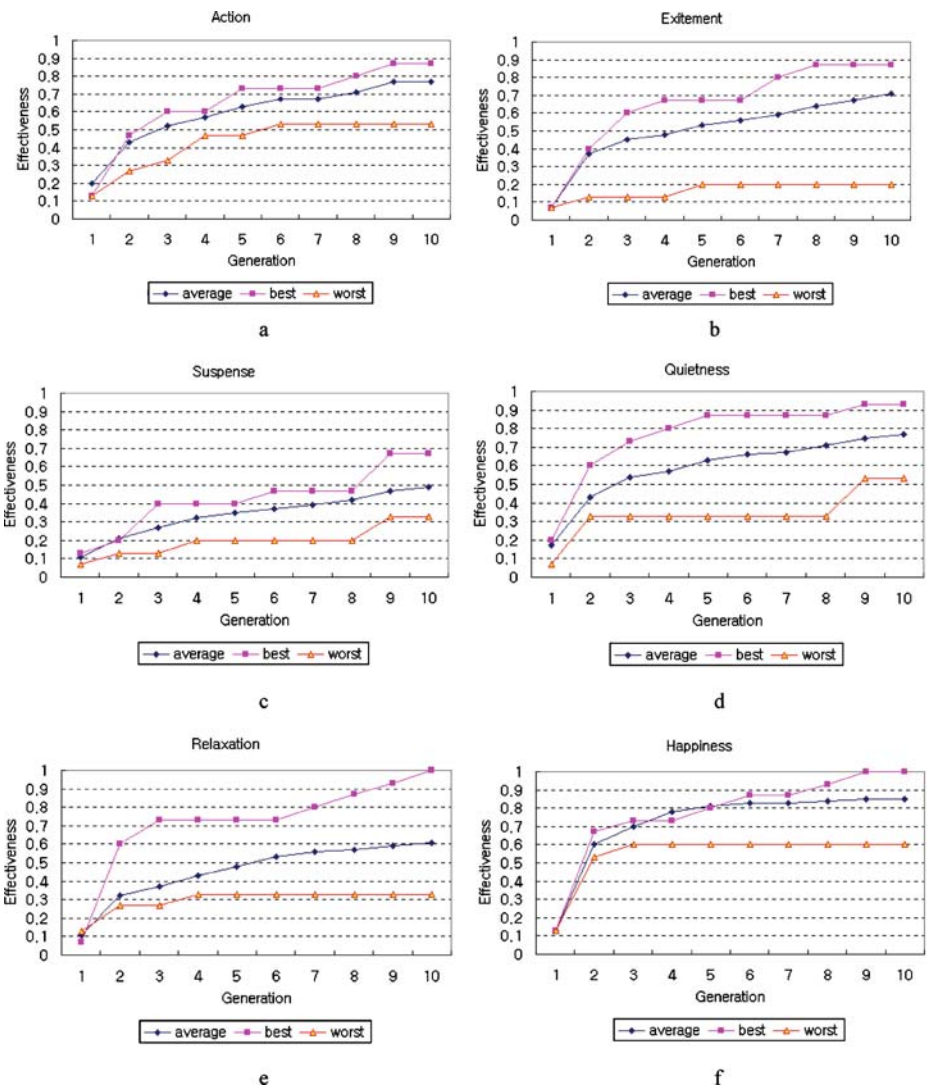 Action
1
0.9
0.8
0.7
0.6
0.5
0.4
0.3
0.2
0.1
0
Effectiveness
1 2 3 4 5 6 7 8 9 10
Generation
average best worst
a
Exitement
1
0.9
0.8
0.7
0.6
0.5
0.4
0.3
0.2
0.1
0
Effectiveness
1 2 3 4 5 6 7 8 9 10
Generation
average best worst
b
Suspense
1
0.9
0.8
0.7
0.6
0.5
0.4
0.3
0.2
0.1
0
Effectiveness
1 2 3 4 5 6 7 8 9 10
Generation
average best worst
c
Quietness
1
0.9
0.8
0.7
0.6
0.5
0.4
0.3
0.2
0.1
0
Effectiveness
1 2 3 4 5 6 7 8 9 10
Generation
average best worst
d
Relaxation
1
0.9
0.8
0.7
0.6
0.5
0.4
0.3
0.2
0.1
0
Effectiveness
1 2 3 4 5 6 7 8 9 10
Generation
average best worst
e
Happiness
1
0.9
0.8
0.7
0.6
0.5
0.4
0.3
0.2
0.1
0
Effectiveness
1 2 3 4 5 6 7 8 9 10
Generation
average best worst
f